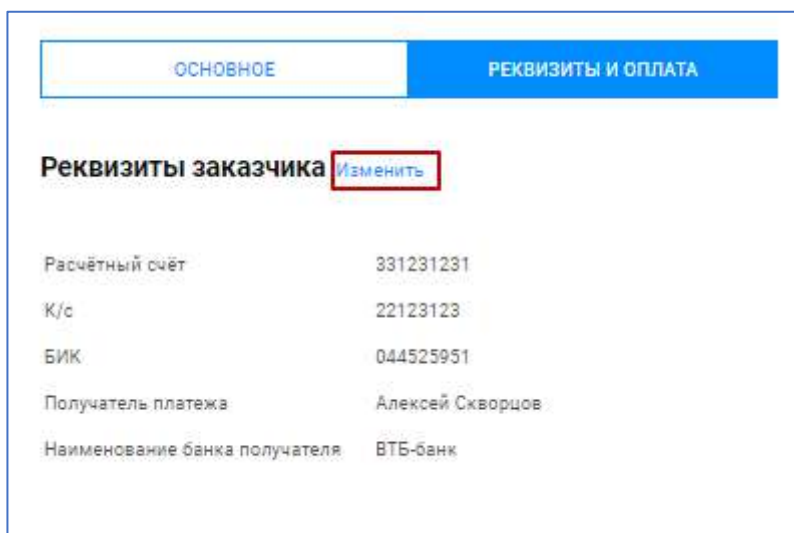 ОСНОВНОЕ РЕКВИЗИТЫ И ОПЛАТА
Реквизиты заказчика Изменить
Расчётный счёт 331231231
К/с 22123123
БИК 044525951
Получатель платежа Алексей Скворцов
Наименование банка получателя ВТБ-банк